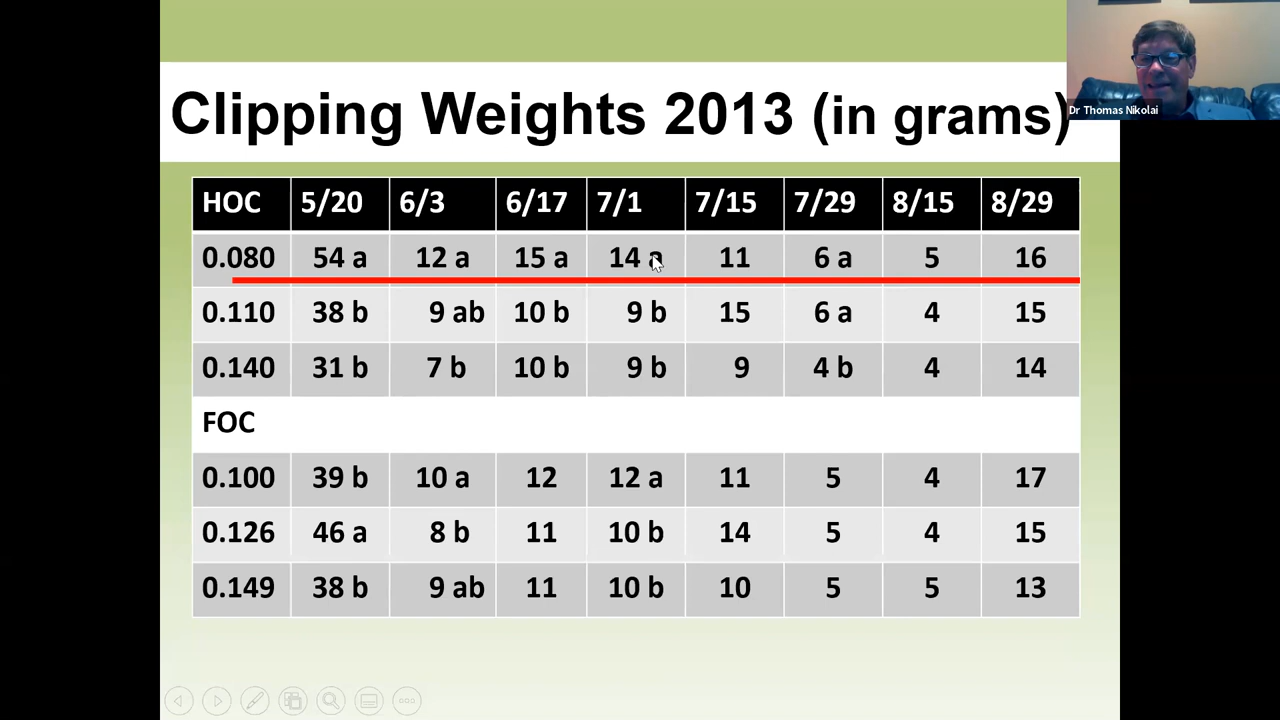 Clipping Weights 2013 (in grams)
Dr Thomas Nikolai
HOC 5/20 6/3 6/17 7/1 7/15 7/29 8/15 8/29
0.080 54 a 12 a 15 a 14 a 11 6 a 5 16
0.110 38 b 9 ab 10 b 9 b 15 6 a 4 15
0.140 31 b 7 b 10 b 9 b 9 4 b 4 14
FOC
0.100 39 b 10 a 12 12 a 11 5 4 17
0.126 46 a 8 b 11 10 b 14 5 4 15
0.149 38 b 9 ab 11 10 b 10 5 5 13